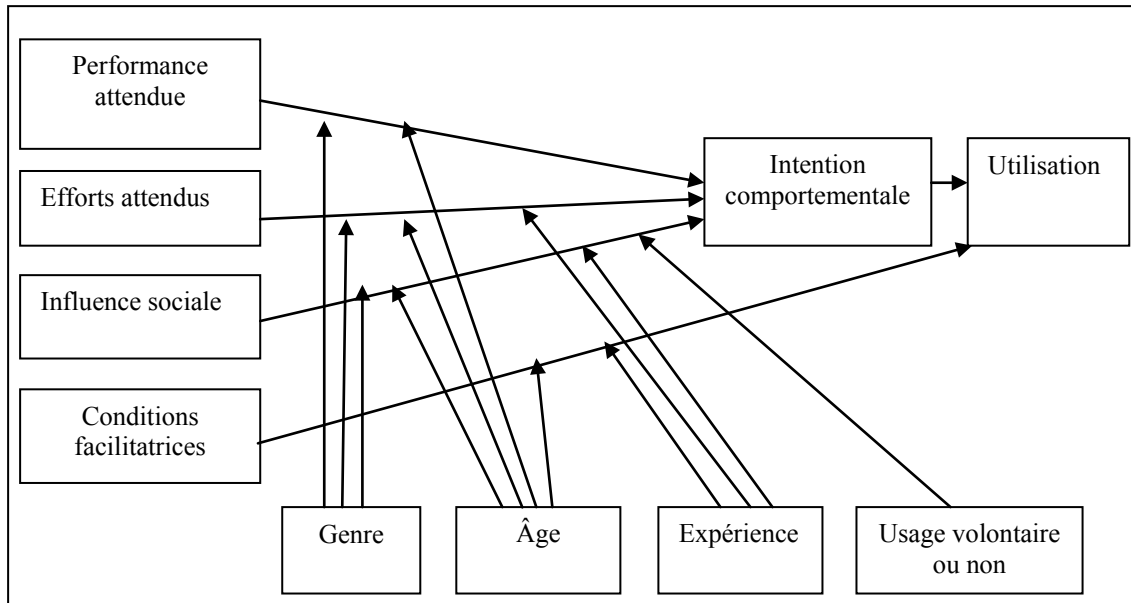 Performance
attendue
Efforts attendus
Influence sociale
Conditions
facilitatrices
Intention
comportementale
Utilisation
Genre
Âge
Expérience
Usage volontaire
ou non